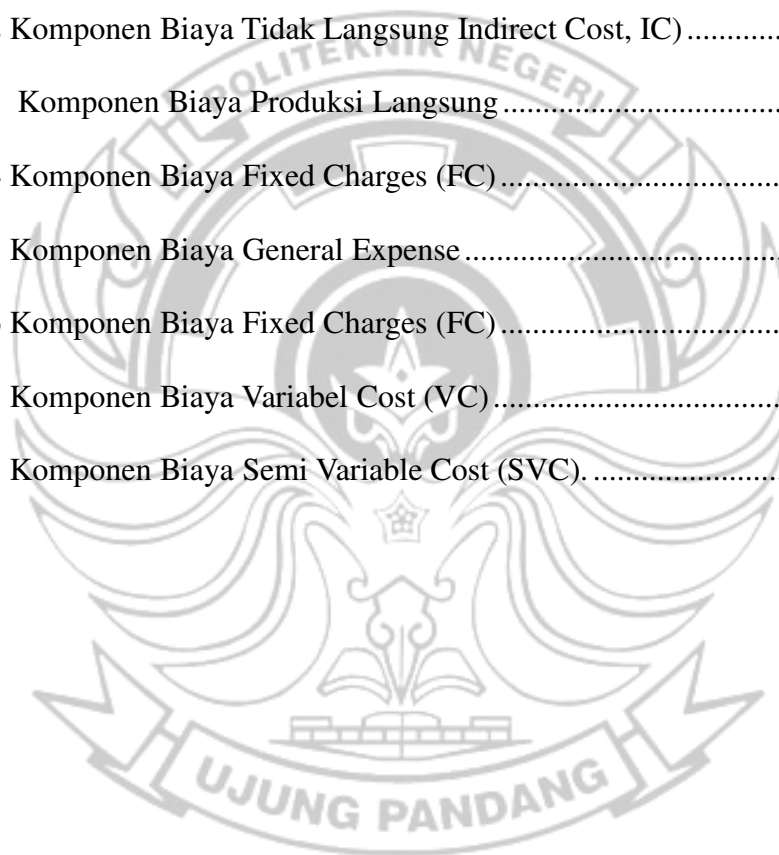 Komponen Biaya Tidak Langsung Indirect Cost, IC)............
Komponen Biaya Produksi Langsung..................................
Komponen Biaya Fixed Charges (FC)..................................
Komponen Biaya General Expense......................................
Komponen Biaya Fixed Charges (FC)..................................
Komponen Biaya Variabel Cost (VC)...................................
Komponen Biaya Semi Variable Cost (SVC). ......................
POLITEKNIK NEGERI
UJUNG PANDANG